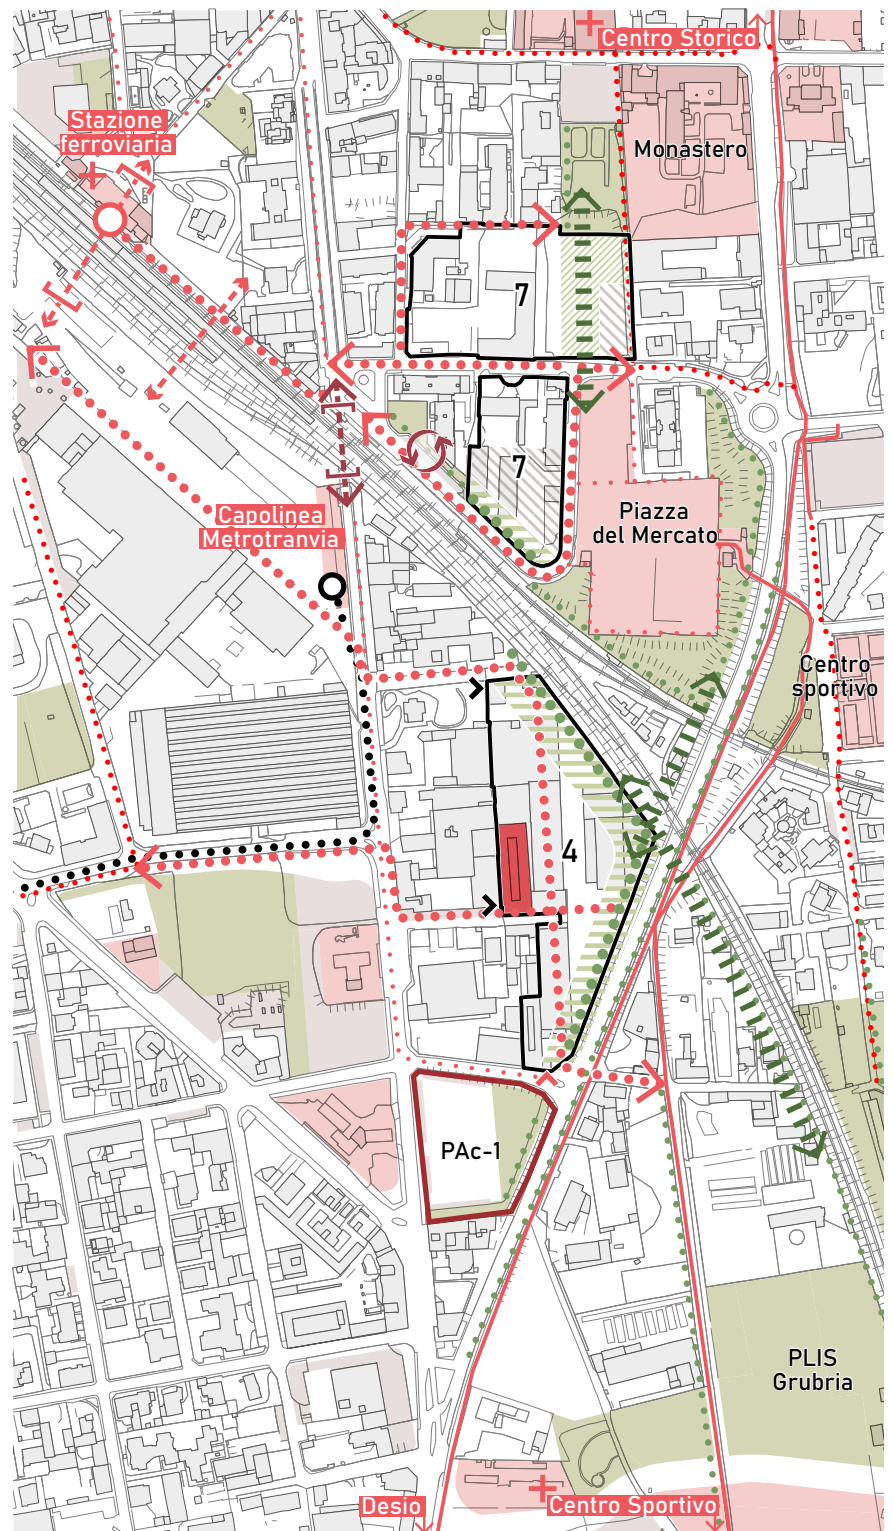 Centro Storico
Stazione
ferroviaria
Monastero
7
7
Capolinea
Metrotranvia
Piazza
del Mercato
Centro
sportivo
4
PAc-1
PLIS
Grubria
Desio
Centro Sportivo